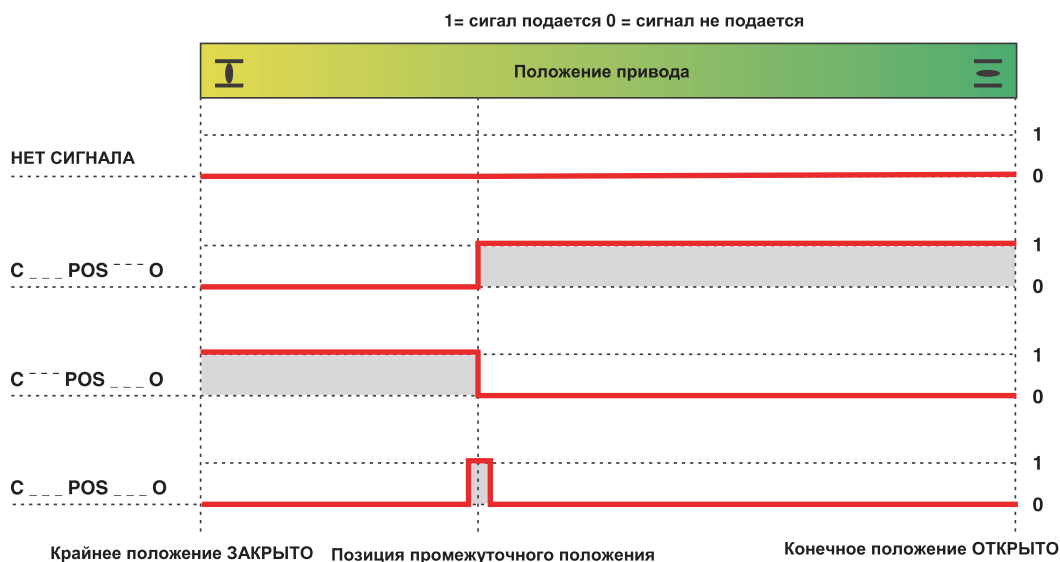 1= сигал подается 0 = сигнал не подается
Положение привода
1
НЕТ СИГНАЛА
0
1
C _ _ _ POS ¯ ¯ ¯ O
0
1
C ¯ ¯ ¯ POS _ _ _ O
0
1
C _ _ _ POS _ _ _ O
0
Крайнее положение ЗАКРЫТО Позиция промежуточного положения Конечное положение ОТКРЫТО